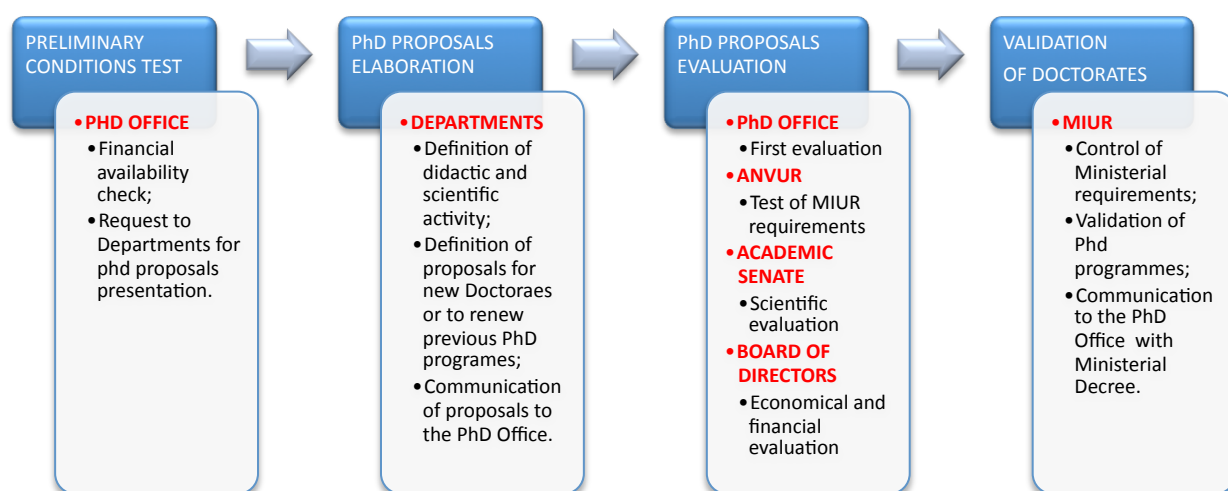 PRELIMINARY
CONDITIONS TEST
•PHD OFFICE
•Financial
availability
check;
•Request to
Departments for
phd proposals
presentation.
PhD PROPOSALS
ELABORATION
•DEPARTMENTS
•Definition of
didactic and
scientific
activity;
•Definition of
proposals for
new Doctoraes
or to renew
previous PhD
programes;
•Communication
of proposals to
the PhD Office.
PhD PROPOSALS
EVALUATION
•PhD OFFICE
•First evaluation
•ANVUR
•Test of MIUR
requirements
•ACADEMIC
SENATE
•Scientific
evaluation
•BOARD OF
DIRECTORS
•Economical and
financial
evaluation
VALIDATION
OF DOCTORATES
•MIUR
•Control of
Ministerial
requirements;
•Validation of
Phd
programmes;
•Communication
to the PhD
Office with
Ministerial
Decree.